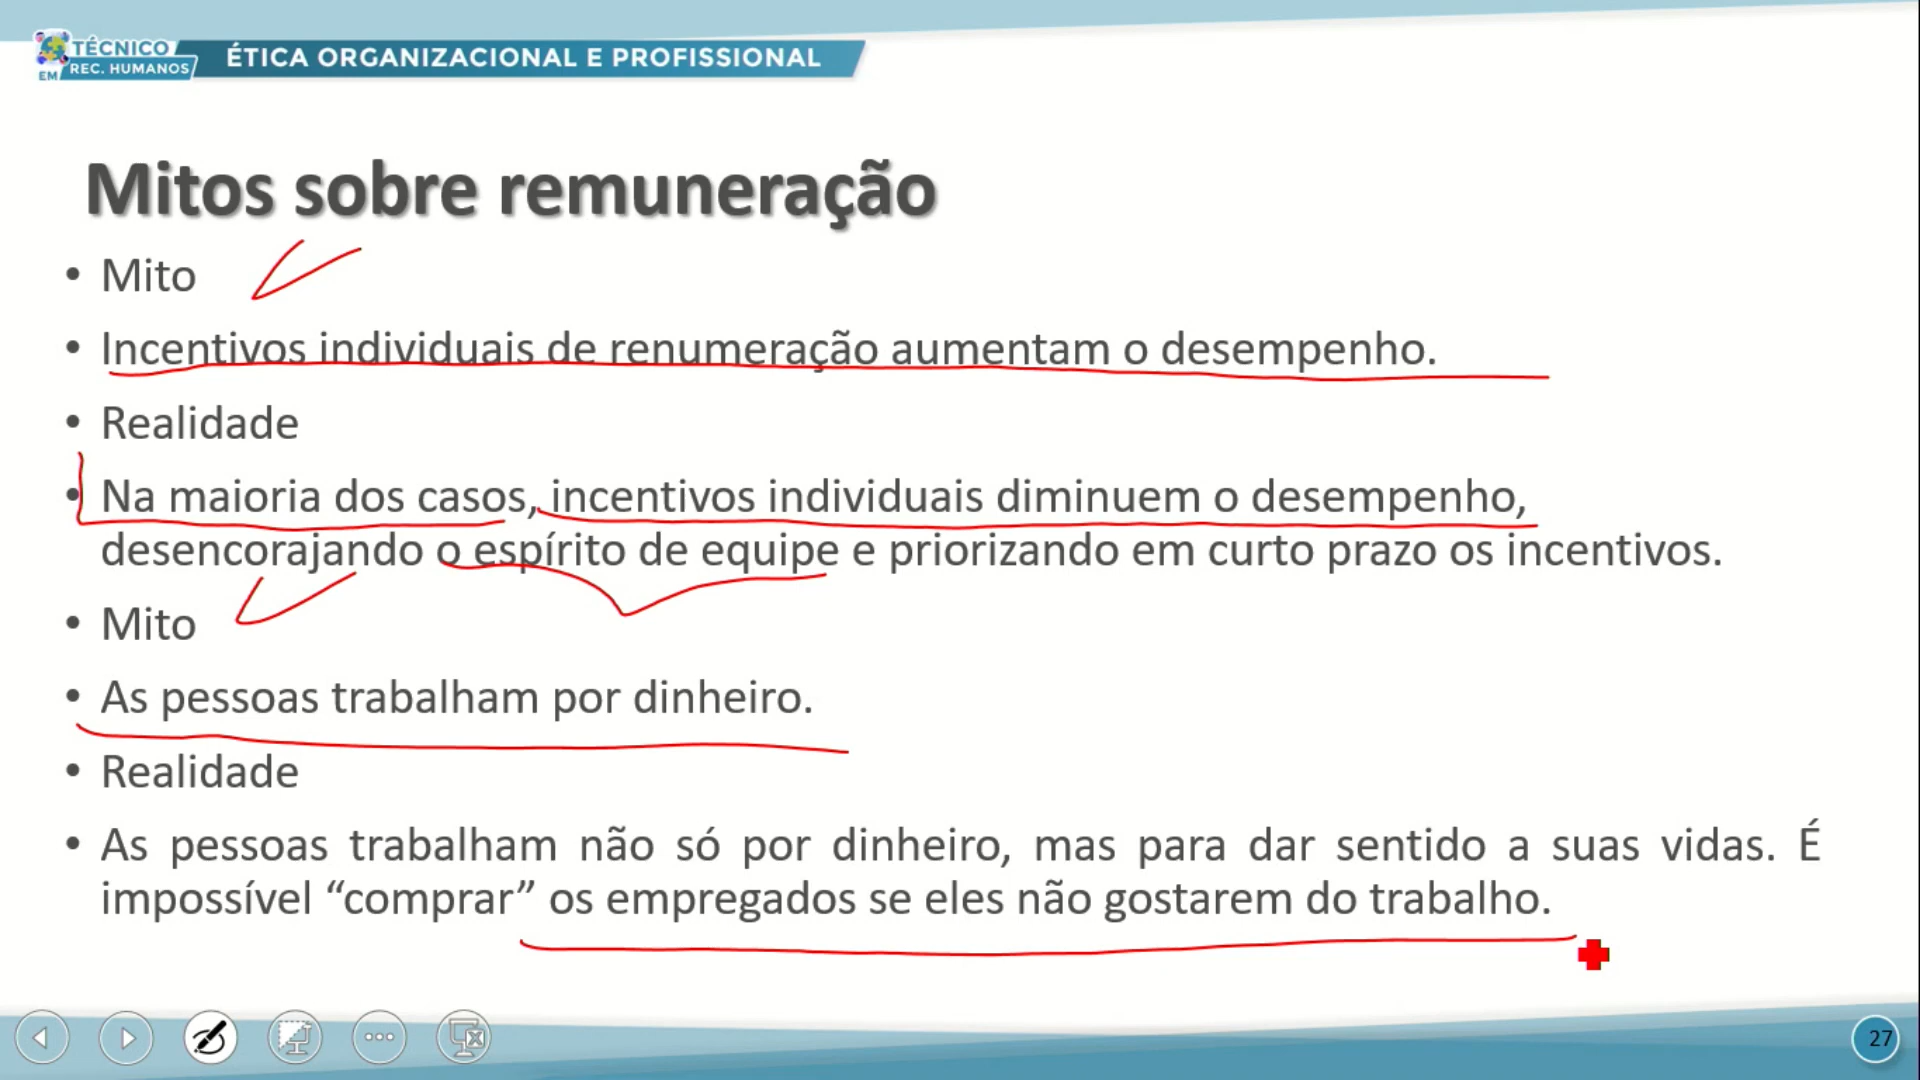 TÉCNICO
EM REC. HUMANOS
ÉTICA ORGANIZACIONAL E PROFISSIONAL
Mitos sobre remuneração
• Mito
• Incentivos individuais de renumeração aumentam o desempenho.
• Realidade
• Na maioria dos casos, incentivos individuais diminuem o desempenho,
desencorajando o espírito de equipe e priorizando em curto prazo os incentivos.
• Mito
• As pessoas trabalham por dinheiro.
• Realidade
• As pessoas trabalham não só por dinheiro, mas para dar sentido a suas vidas. É
impossível “comprar” os empregados se eles não gostarem do trabalho.
27